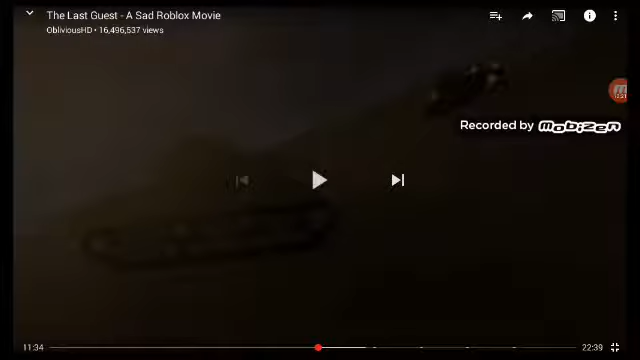 The Last Guest - A Sad Roblox Movie
ObliviousHD • 16,496,537 views
Recorded by Mobizen
11:34
22:39